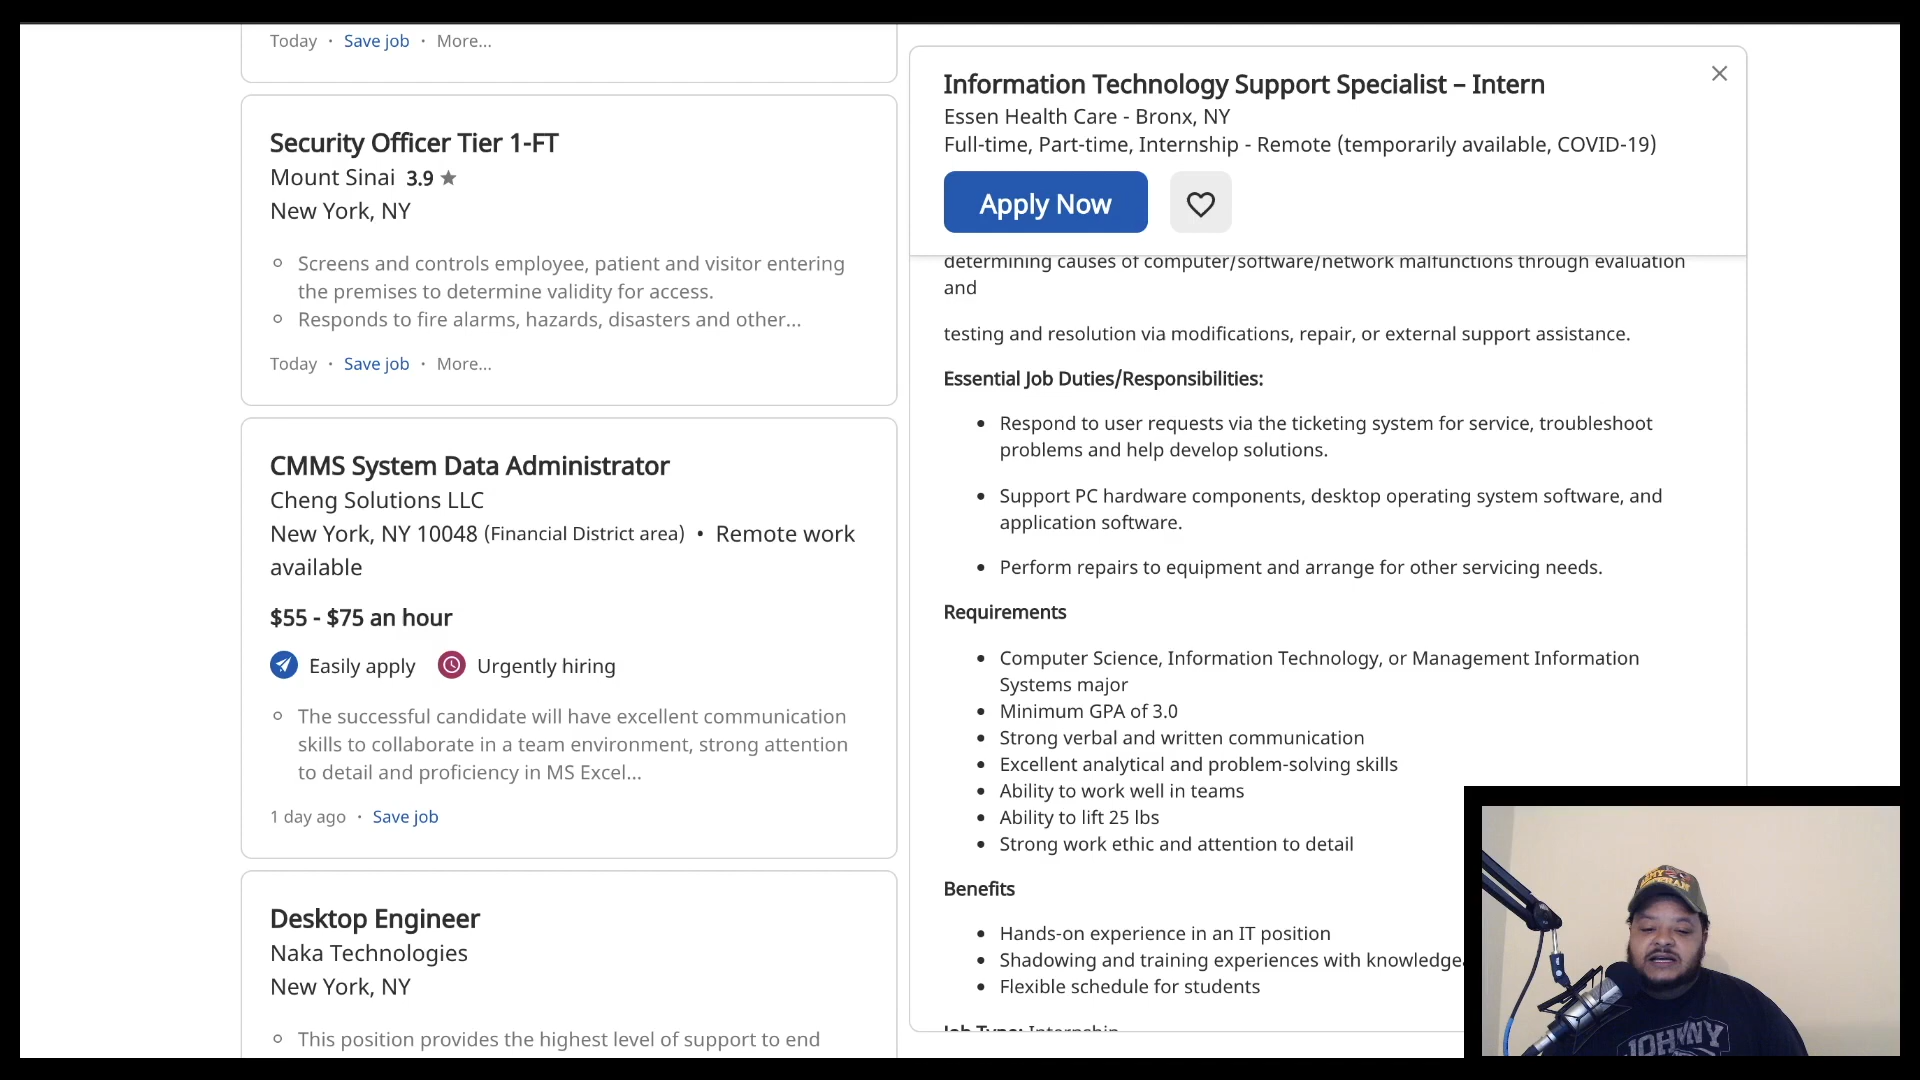 Today · Save job · More...
Security Officer Tier 1-FT
Mount Sinai 3.9 ★
New York, NY
Screens and controls employee, patient and visitor entering
the premises to determine validity for access.
Responds to fire alarms, hazards, disasters and other...
Today · Save job · More...
CMMS System Data Administrator
Cheng Solutions LLC
New York, NY 10048 (Financial District area) • Remote work
available
$55 - $75 an hour
Easily apply Urgently hiring
The successful candidate will have excellent communication
skills to collaborate in a team environment, strong attention
to detail and proficiency in MS Excel...
1 day ago · Save job
Desktop Engineer
Naka Technologies
New York, NY
This position provides the highest level of support to end
Information Technology Support Specialist – Intern
Essen Health Care - Bronx, NY
Full-time, Part-time, Internship - Remote (temporarily available, COVID-19)
Apply Now
determining causes of computer/software/network malfunctions through evaluation
and
testing and resolution via modifications, repair, or external support assistance.
Essential Job Duties/Responsibilities:
Respond to user requests via the ticketing system for service, troubleshoot
problems and help develop solutions.
Support PC hardware components, desktop operating system software, and
application software.
Perform repairs to equipment and arrange for other servicing needs.
Requirements
Computer Science, Information Technology, or Management Information
Systems major
Minimum GPA of 3.0
Strong verbal and written communication
Excellent analytical and problem-solving skills
Ability to work well in teams
Ability to lift 25 lbs
Strong work ethic and attention to detail
Benefits
Hands-on experience in an IT position
Shadowing and training experiences with knowledgea
Flexible schedule for students
Job Type: Internship
JOHNNY